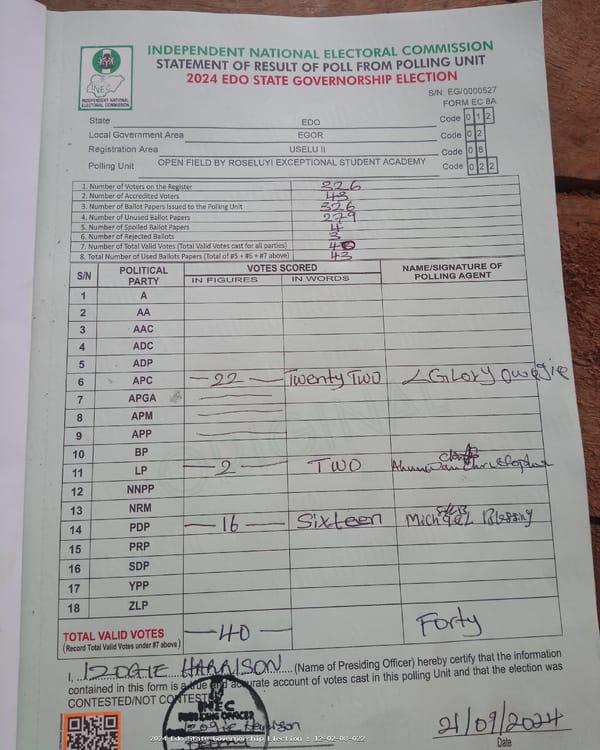 INDEPENDENT NATIONAL ELECTORAL COMMISSION
STATEMENT OF RESULT OF POLL FROM POLLING UNIT
2024 EDO STATE GOVERNORSHIP ELECTION
INDEPENDENT NATIONAL ELECTORAL COMMISSION
S/N: EG/0000527
FORM EC 8A
State EDO Code 0 1 2
Local Government Area EGOR Code 0 2
Registration Area USELU II Code 0 8
Polling Unit OPEN FIELD BY ROSELUYI EXCEPTIONAL STUDENT ACADEMY Code 0 2 2
1. Number of Voters on the Register 326
2. Number of Accredited Voters 43
3. Number of Ballot Papers Issued to the Polling Unit 326
4. Number of Unused Ballot Papers 279
5. Number of Spoiled Ballot Papers 4
6. Number of Rejected Ballots 3
7. Number of Total Valid Votes (Total Valid Votes cast for all parties) 40
8. Total Number of Used Ballots Papers (Total of #5 + #6 + #7 above) 43
S/N POLITICAL PARTY VOTES SCORED NAME/SIGNATURE OF POLLING AGENT
IN FIGURES IN WORDS
1 A
2 AA
3 AAC
4 ADC
5 ADP
6 APC 22 Twenty Two Glory
7 APGA
8 APM
9 APP
10 BP
11 LP 2 TWO
12 NNPP
13 NRM
14 PDP 16 Sixteen Michael Blessing
15 PRP
16 SDP
17 YPP
18 ZLP
TOTAL VALID VOTES 40 Forty
(Record Total Valid Votes under #7 above)
I, IZOGIE HARRISON (Name of Presiding Officer) hereby certify that the information
contained in this form is a true and accurate account of votes cast in this polling Unit and that the election was
CONTESTED/NOT CONTESTED
INEC
PRESIDING OFFICER
Izogie Harrison
21/09/2024
Date
2024 Edo State Governorship Election : 12-02-08-022